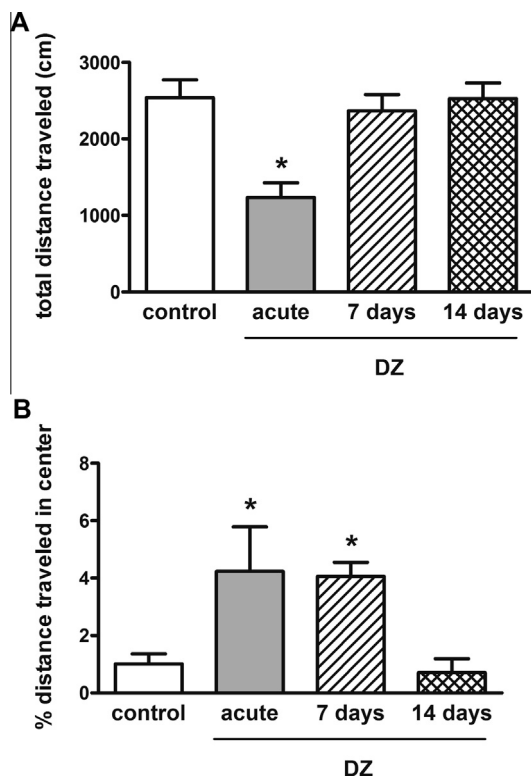 A
total distance traveled (cm)
3000
2000
1000
0
*
control acute 7 days 14 days
DZ
B
% distance traveled in center
8
6
4
2
0
* *
control acute 7 days 14 days
DZ